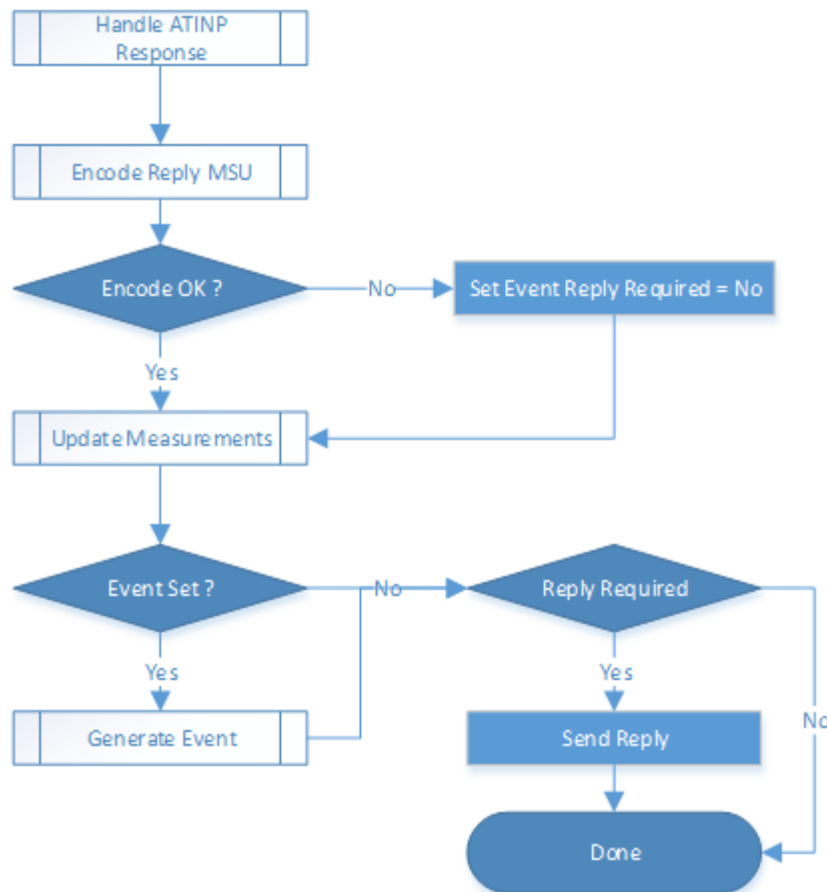 Handle ATINP
Response
Encode Reply MSU
Encode OK ?
No
Set Event Reply Required = No
Yes
Update Measurements
Event Set ?
No
Reply Required
Yes
Yes
No
Generate Event
Send Reply
Done